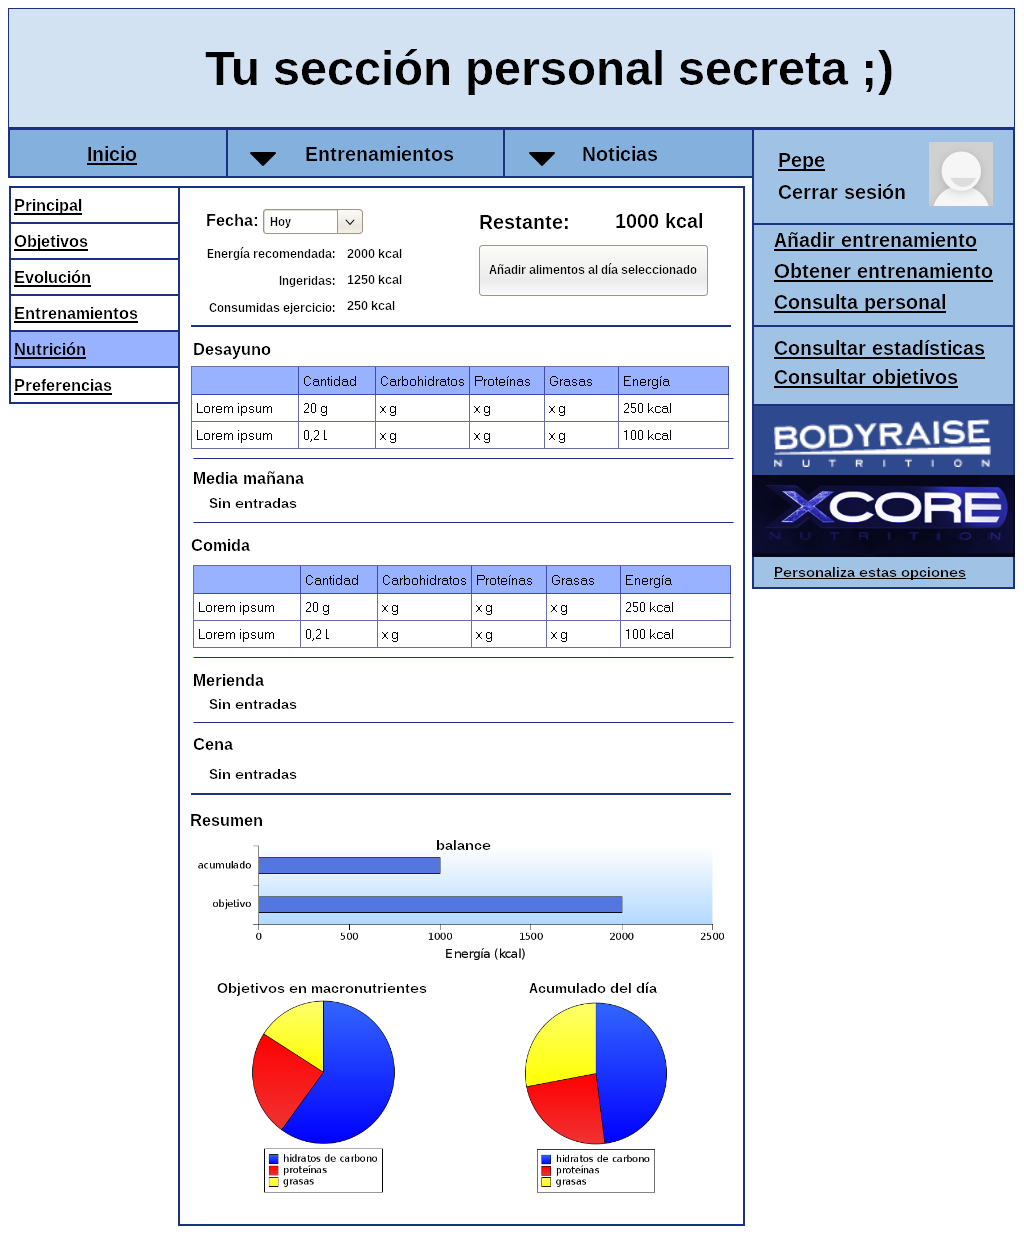 Tu sección personal secreta ;)
Inicio
Entrenamientos
Noticias
Pepe
Cerrar sesión
Principal
Objetivos
Evolución
Entrenamientos
Nutrición
Preferencias
Fecha: Hoy
Energía recomendada: 2000 kcal
Ingeridas: 1250 kcal
Consumidas ejercicio: 250 kcal
Restante: 1000 kcal
Añadir alimentos al día seleccionado
Desayuno
Cantidad Carbohidratos Proteínas Grasas Energía
Lorem ipsum 20 g x g x g x g 250 kcal
Lorem ipsum 0,2 l x g x g x g 100 kcal
Media mañana
Sin entradas
Comida
Cantidad Carbohidratos Proteínas Grasas Energía
Lorem ipsum 20 g x g x g x g 250 kcal
Lorem ipsum 0,2 l x g x g x g 100 kcal
Merienda
Sin entradas
Cena
Sin entradas
Resumen
balance
acumulado
objetivo
0 500 1000 1500 2000 2500
Energía (kcal)
Objetivos en macronutrientes
hidratos de carbono
proteínas
grasas
Acumulado del día
hidratos de carbono
proteínas
grasas
Añadir entrenamiento
Obtener entrenamiento
Consulta personal
Consultar estadísticas
Consultar objetivos
BODYRAISE
NUTRITION
XCORE
NUTRITION
Personaliza estas opciones